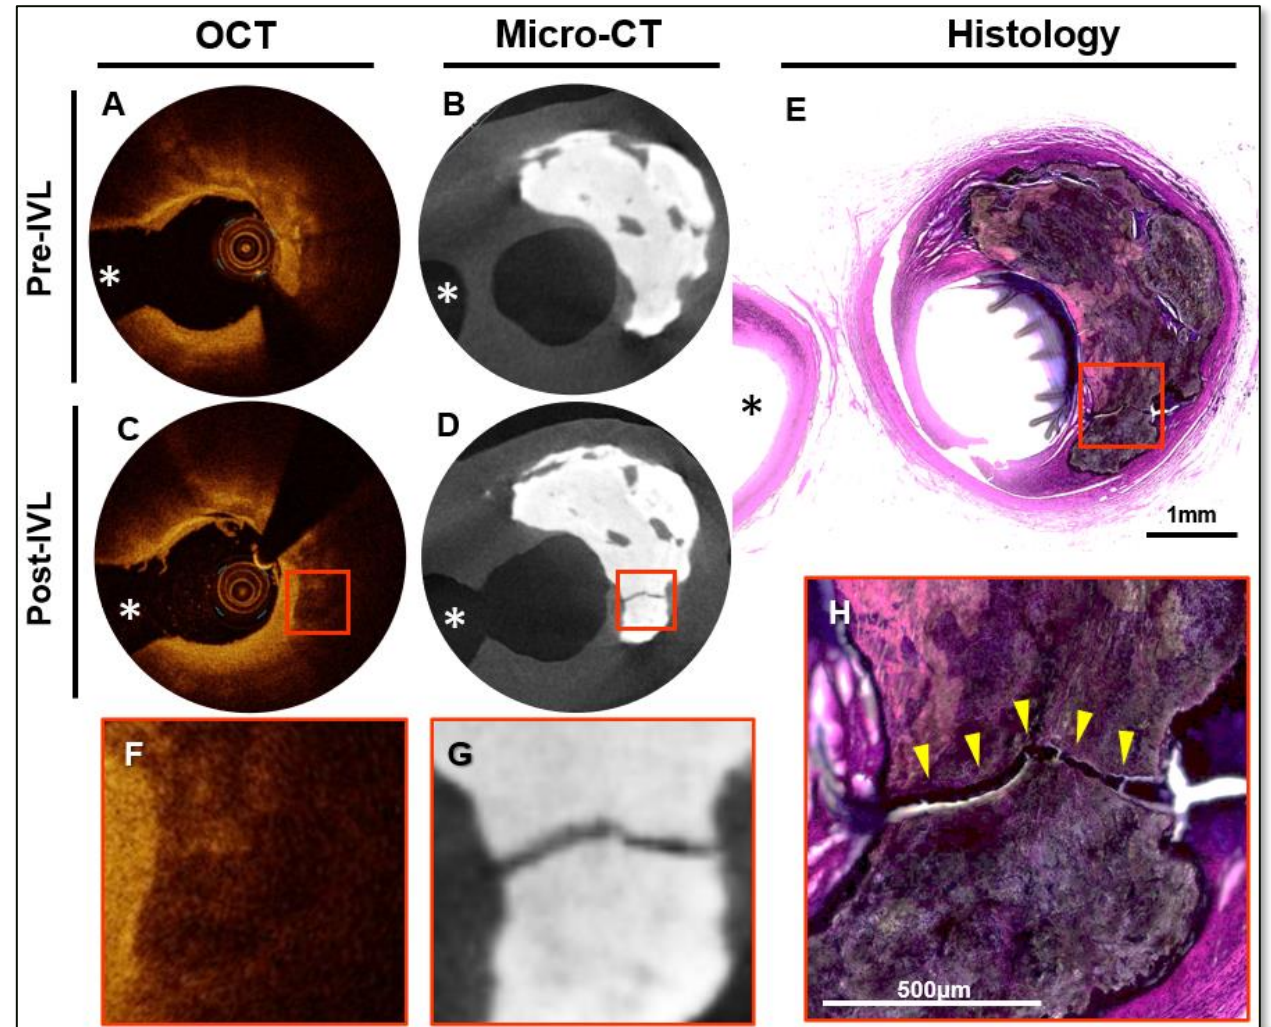 OCT
Micro-CT
Histology
Pre-IVL
A
*
B
*
E
*
1mm
Post-IVL
C
*
D
*
F
G
H
500µm